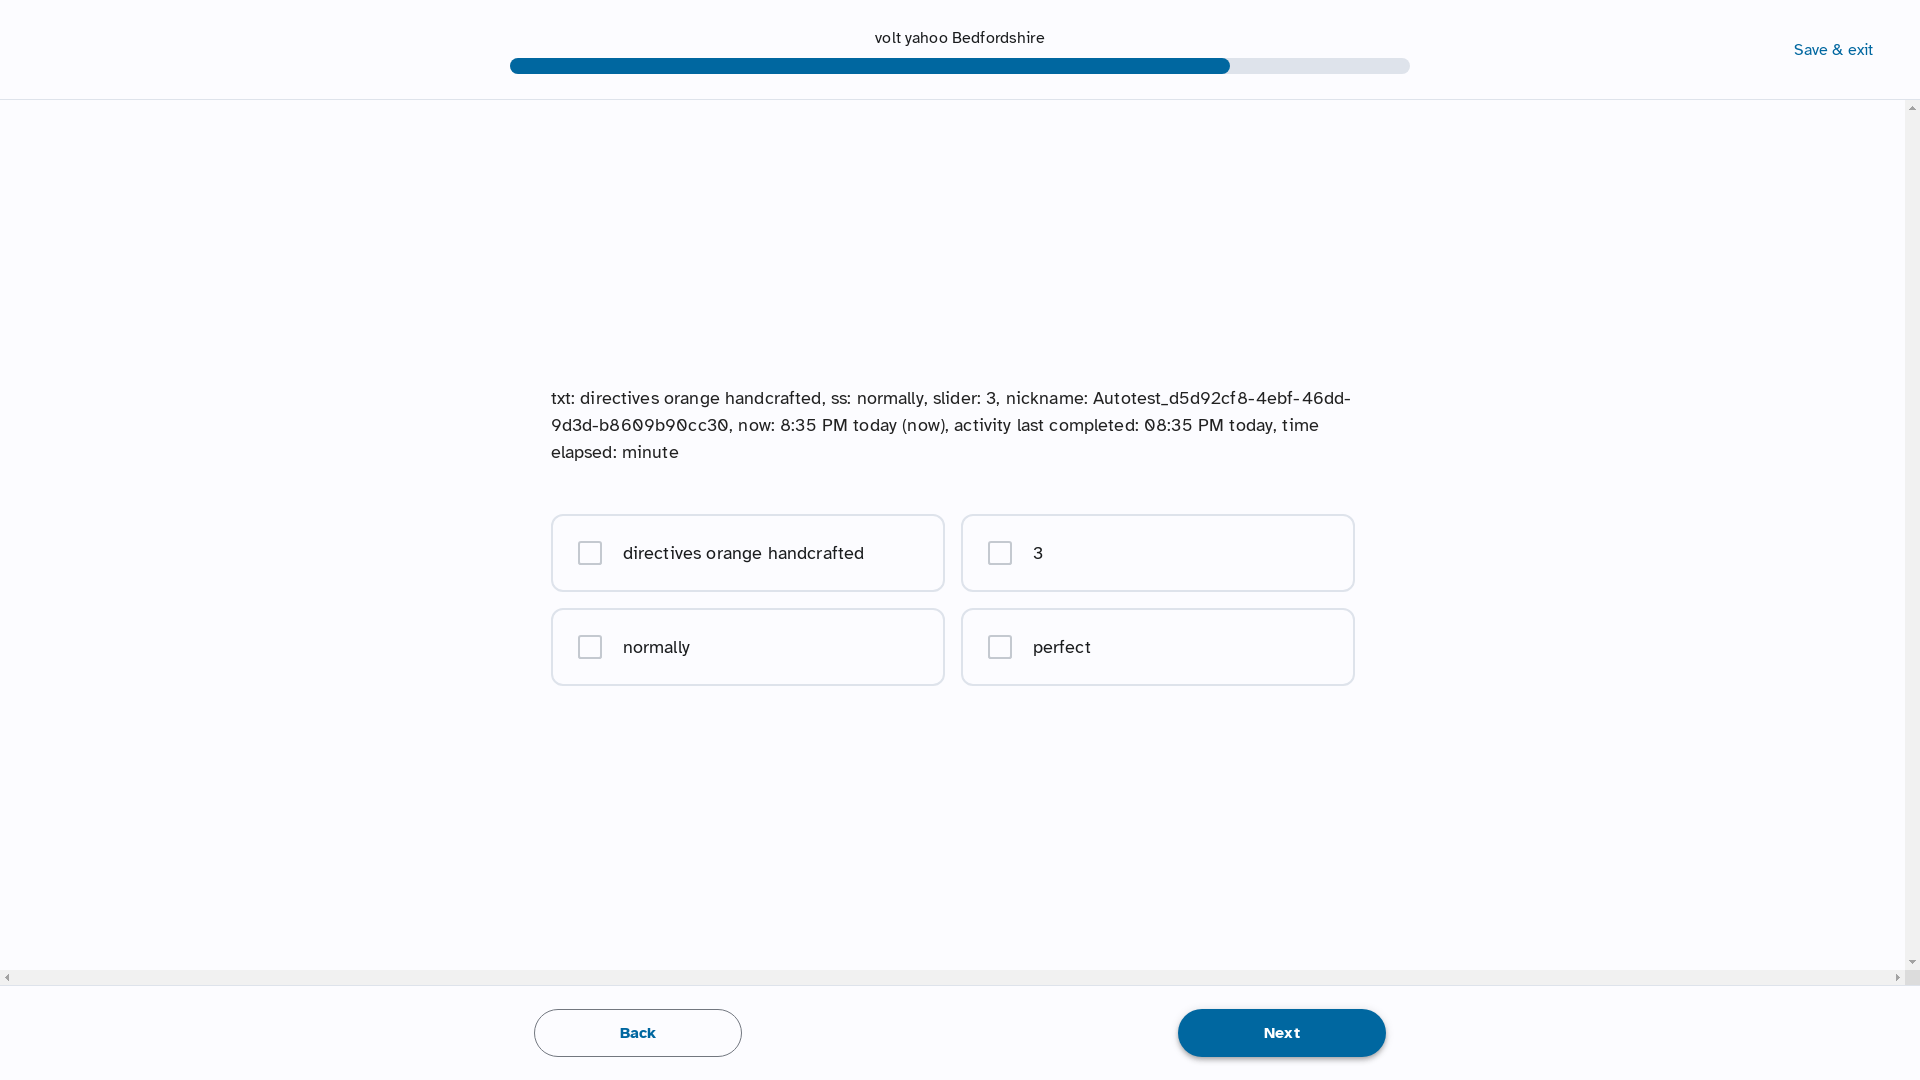 volt yahoo Bedfordshire
Save & exit
txt: directives orange handcrafted, ss: normally, slider: 3, nickname: Autotest_d5d92cf8-4ebf-46dd-
9d3d-b8609b90cc30, now: 8:35 PM today (now), activity last completed: 08:35 PM today, time
elapsed: minute
directives orange handcrafted
3
normally
perfect
Back
Next